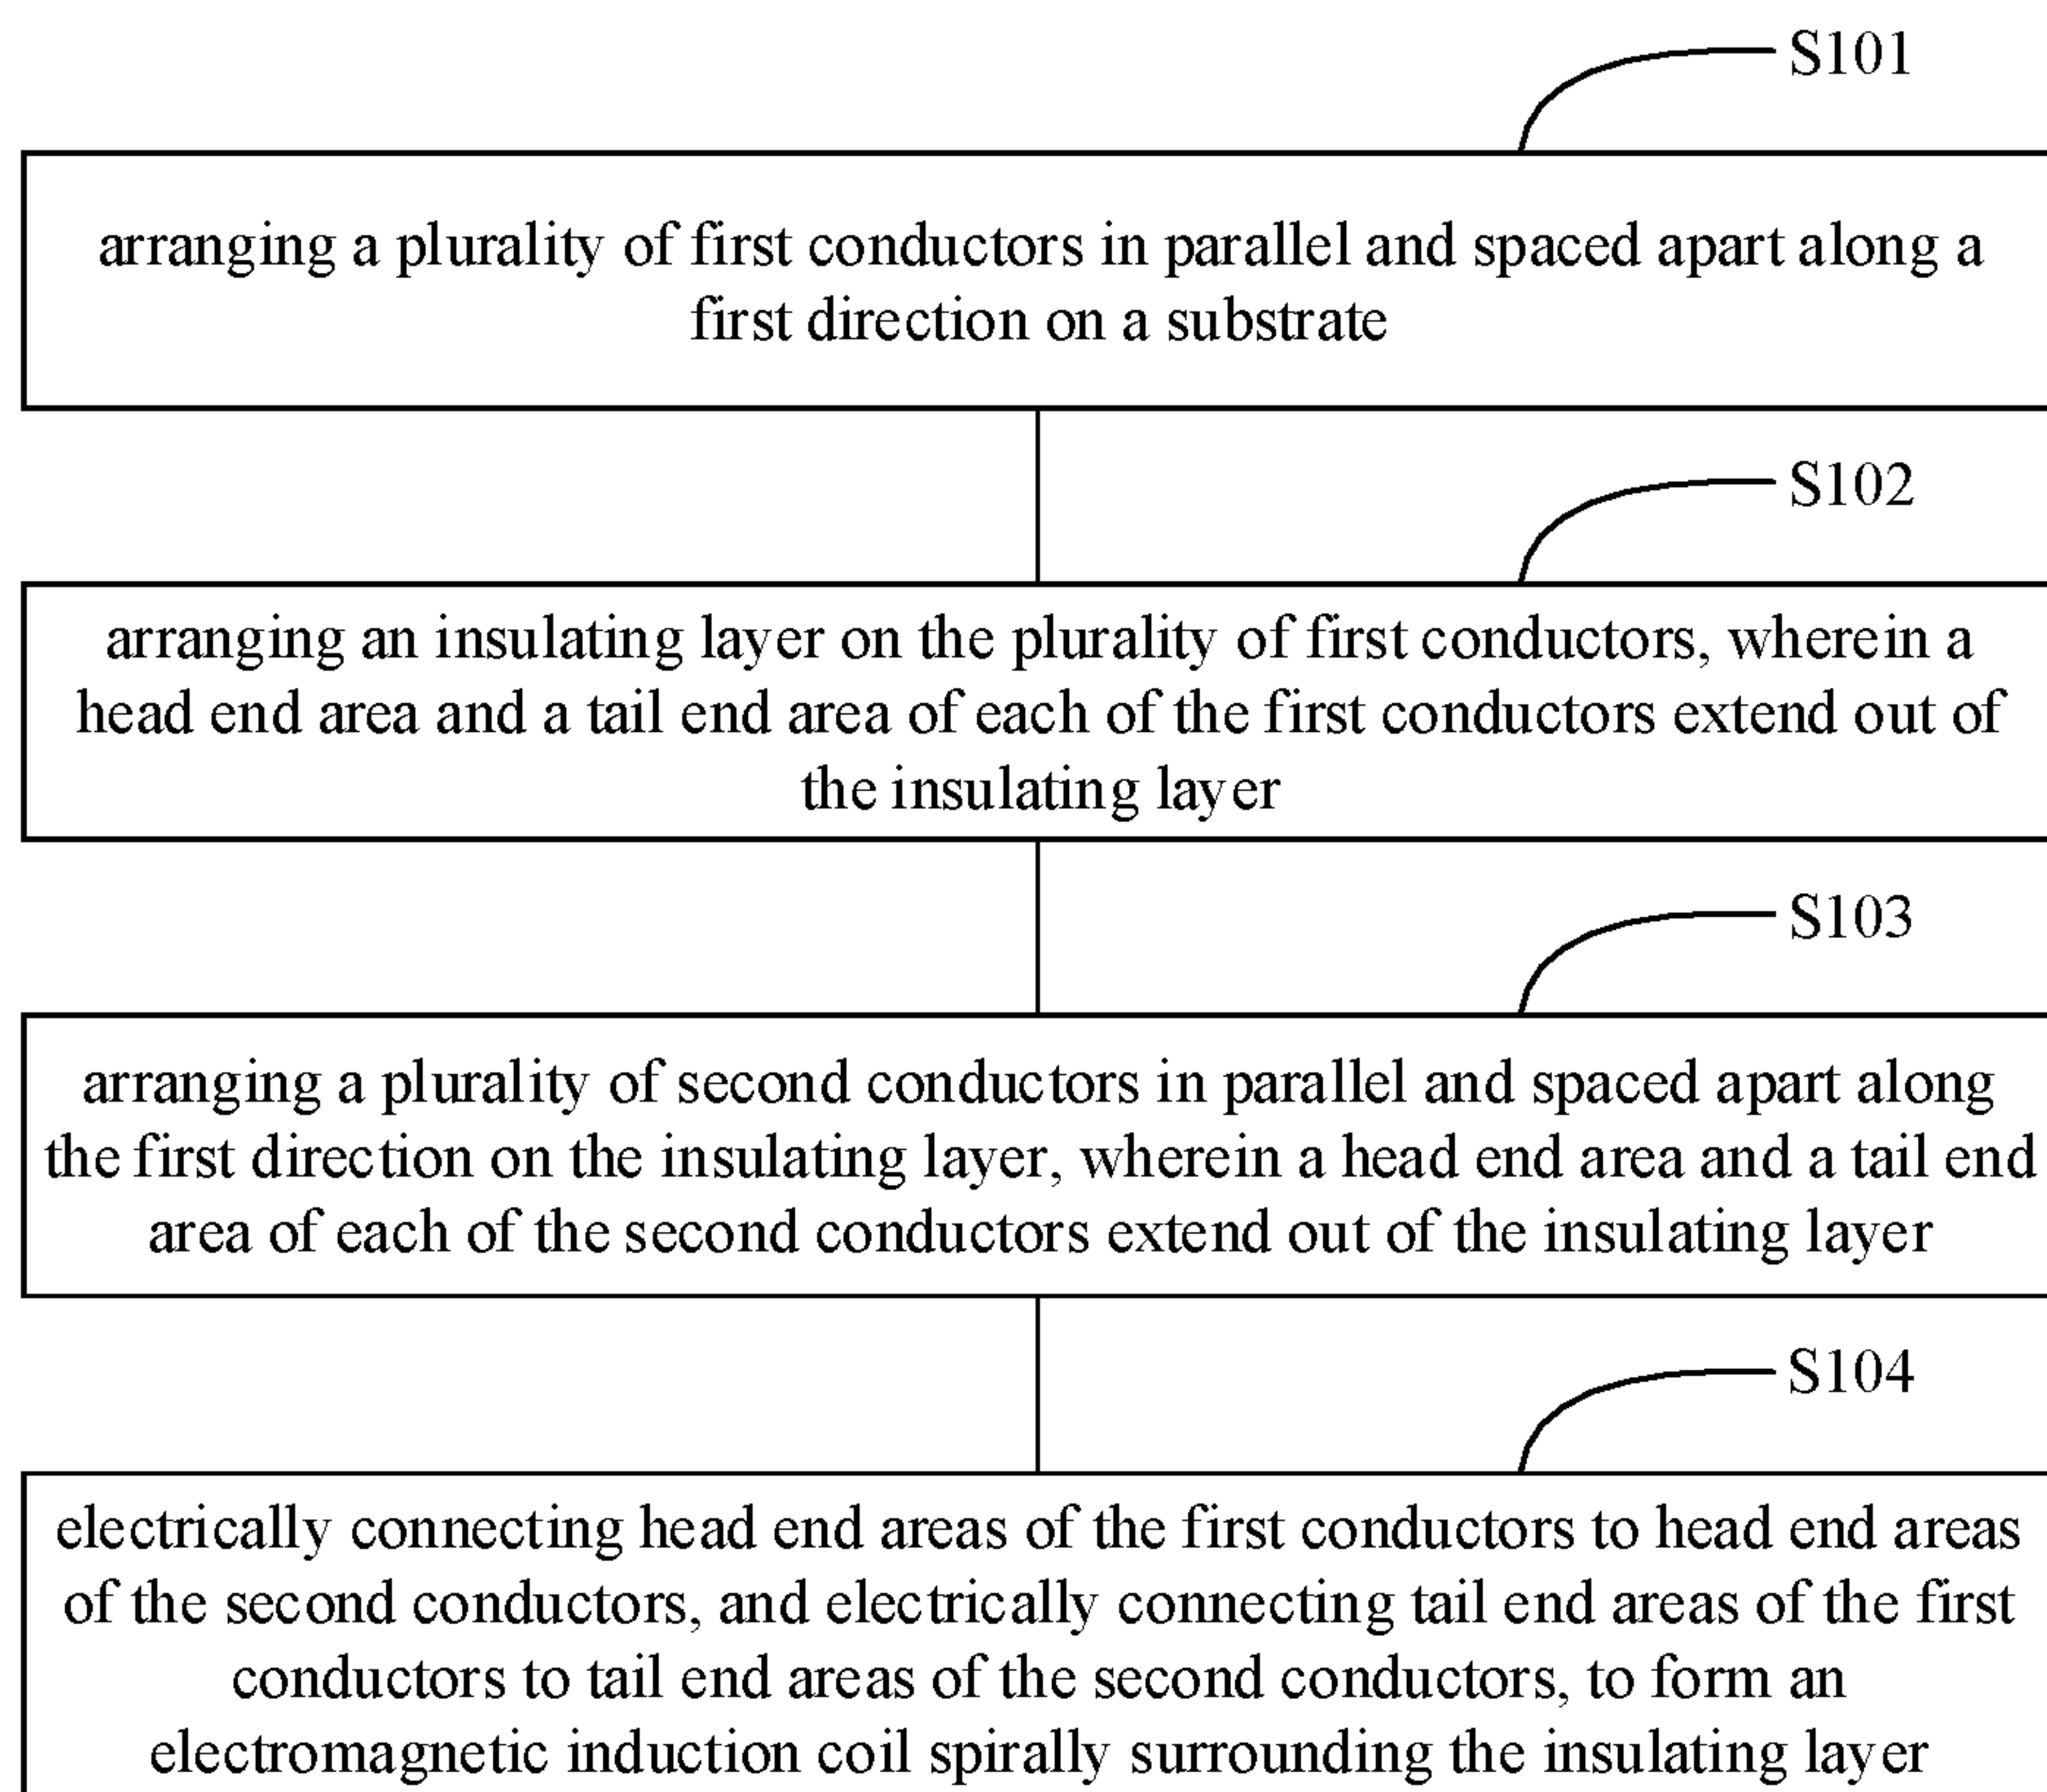 S101
arranging a plurality of first conductors in parallel and spaced apart along a
first direction on a substrate
S102
arranging an insulating layer on the plurality of first conductors, wherein a
head end area and a tail end area of each of the first conductors extend out of
the insulating layer
S103
arranging a plurality of second conductors in parallel and spaced apart along
the first direction on the insulating layer, wherein a head end area and a tail end
area of each of the second conductors extend out of the insulating layer
S104
electrically connecting head end areas of the first conductors to head end areas
of the second conductors, and electrically connecting tail end areas of the first
conductors to tail end areas of the second conductors, to form an
electromagnetic induction coil spirally surrounding the insulating layer